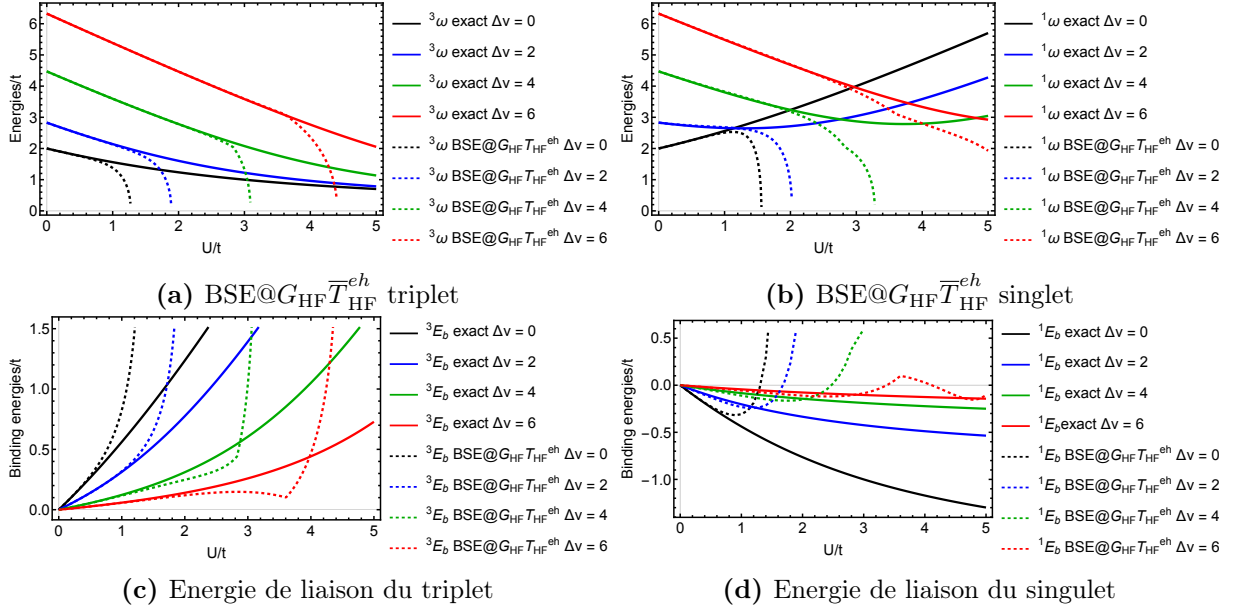 Energies/t
6
5
4
3
2
1
0
0 1 2 3 4 5
U/t
³ω exact Δv = 0
³ω exact Δv = 2
³ω exact Δv = 4
³ω exact Δv = 6
³ω BSE@G_HF T_HF^eh Δv = 0
³ω BSE@G_HF T_HF^eh Δv = 2
³ω BSE@G_HF T_HF^eh Δv = 4
³ω BSE@G_HF T_HF^eh Δv = 6
(a) BSE@G_HF T̅_HF^eh triplet
Energies/t
6
5
4
3
2
1
0
0 1 2 3 4 5
U/t
¹ω exact Δv = 0
¹ω exact Δv = 2
¹ω exact Δv = 4
¹ω exact Δv = 6
¹ω BSE@G_HF T_HF^eh Δv = 0
¹ω BSE@G_HF T_HF^eh Δv = 2
¹ω BSE@G_HF T_HF^eh Δv = 4
¹ω BSE@G_HF T_HF^eh Δv = 6
(b) BSE@G_HF T̅_HF^eh singlet
Binding energies/t
1.5
1.0
0.5
0.0
0 1 2 3 4 5
U/t
³E_b exact Δv = 0
³E_b exact Δv = 2
³E_b exact Δv = 4
³E_b exact Δv = 6
³E_b BSE@G_HF T_HF^eh Δv = 0
³E_b BSE@G_HF T_HF^eh Δv = 2
³E_b BSE@G_HF T_HF^eh Δv = 4
³E_b BSE@G_HF T_HF^eh Δv = 6
(c) Energie de liaison du triplet
Binding energies/t
0.5
0.0
−0.5
−1.0
0 1 2 3 4 5
U/t
¹E_b exact Δv = 0
¹E_b exact Δv = 2
¹E_b exact Δv = 4
¹E_bexact Δv = 6
¹E_b BSE@G_HF T_HF^eh Δv = 0
¹E_b BSE@G_HF T_HF^eh Δv = 2
¹E_b BSE@G_HF T_HF^eh Δv = 4
¹E_b BSE@G_HF T_HF^eh Δv = 6
(d) Energie de liaison du singulet